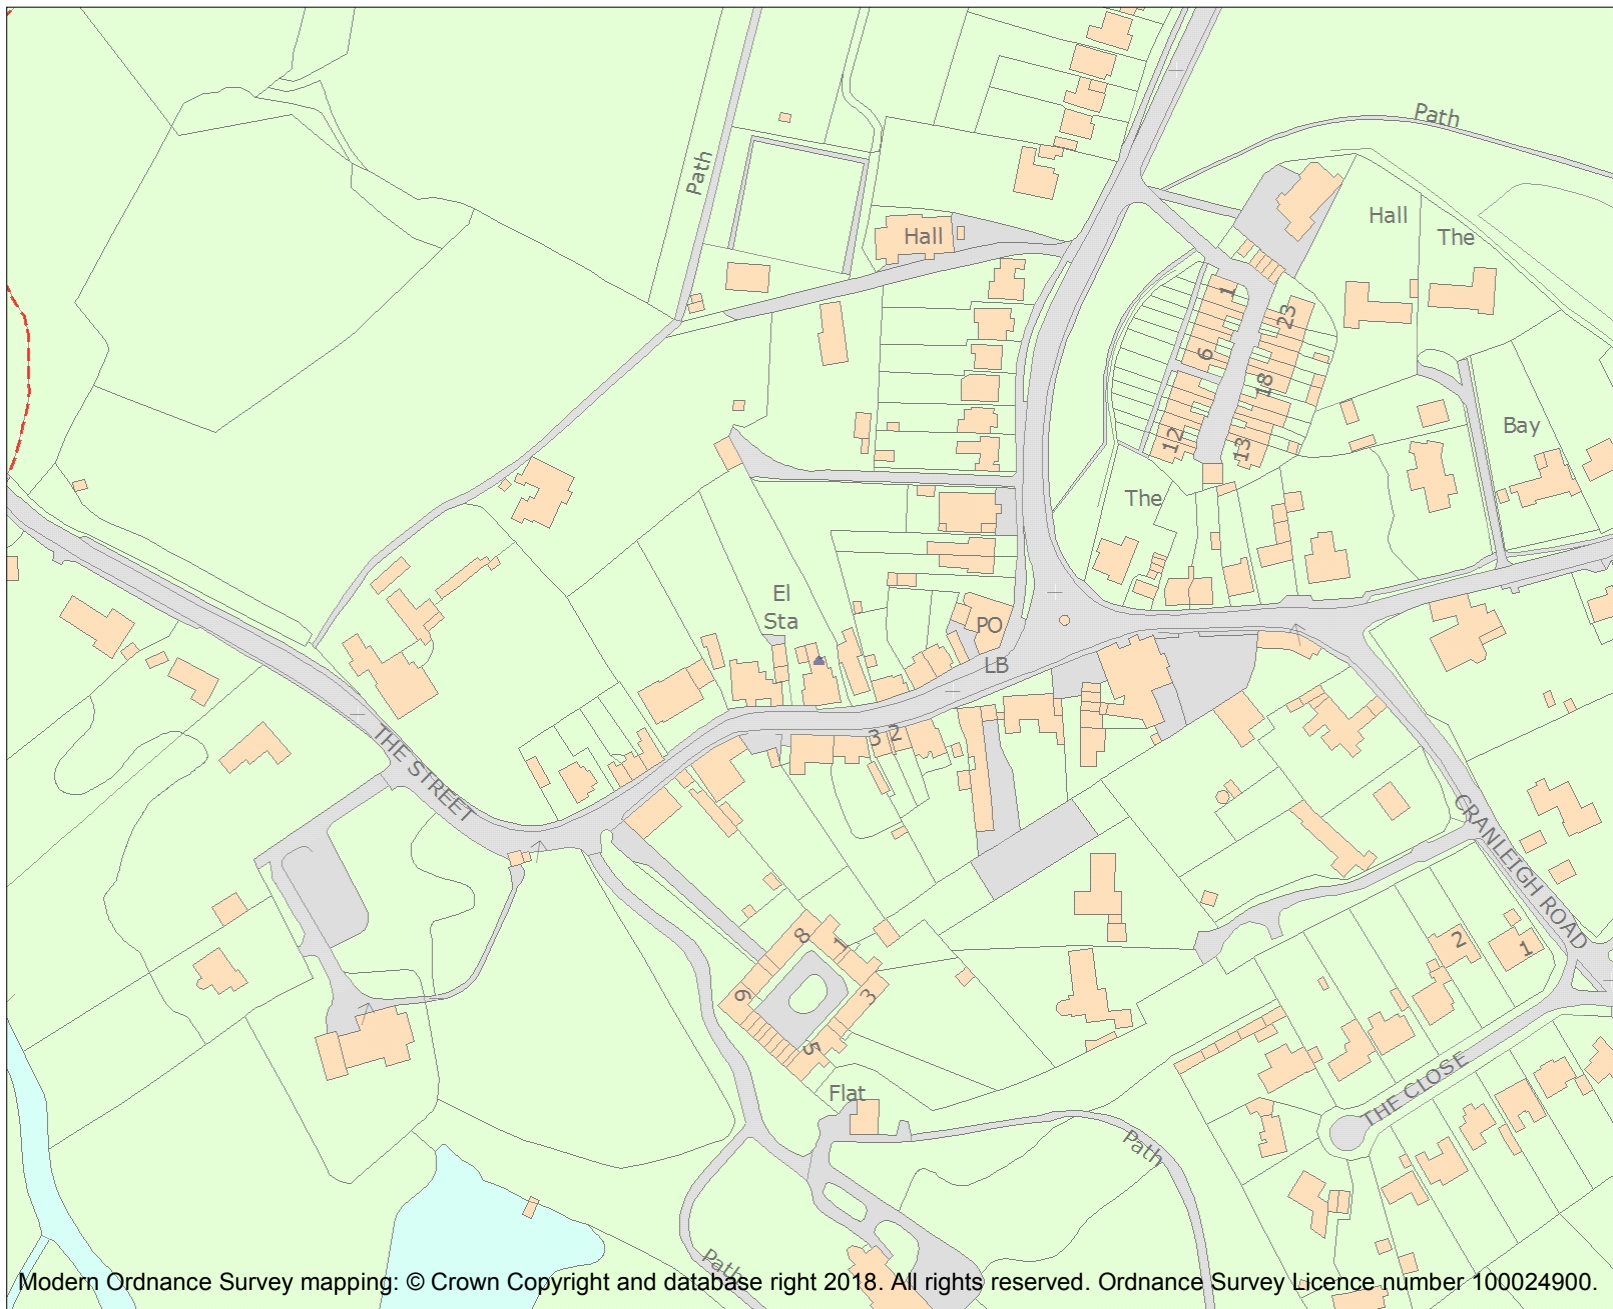 Path
Path
Hall
The
Hall
1
23
6
18
12
13
Bay
The
El
Sta
PO
LB
3 2
THE STREET
CRANLEIGH ROAD
8
1
6
3
5
2
1
Flat
THE CLOSE
Path
Path
Modern Ordnance Survey mapping: © Crown Copyright and database right 2018. All rights reserved. Ordnance Survey Licence number 100024900.